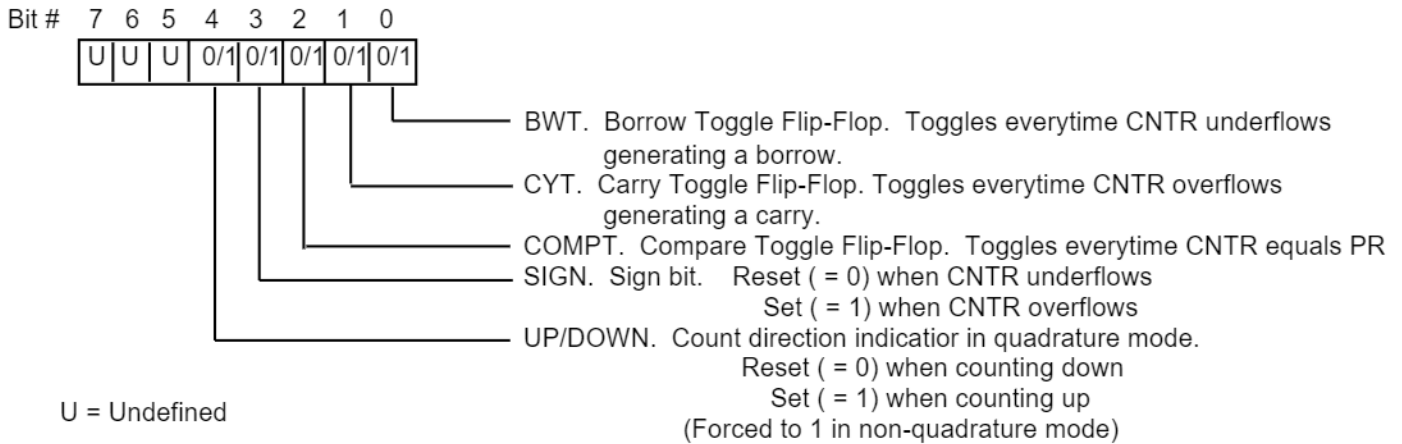 Bit # 7 6 5 4 3 2 1 0
U U U 0/1 0/1 0/1 0/1 0/1
BWT. Borrow Toggle Flip-Flop. Toggles everytime CNTR underflows
generating a borrow.
CYT. Carry Toggle Flip-Flop. Toggles everytime CNTR overflows
generating a carry.
COMPT. Compare Toggle Flip-Flop. Toggles everytime CNTR equals PR
SIGN. Sign bit. Reset ( = 0) when CNTR underflows
Set ( = 1) when CNTR overflows
UP/DOWN. Count direction indicatior in quadrature mode.
Reset ( = 0) when counting down
Set ( = 1) when counting up
U = Undefined
(Forced to 1 in non-quadrature mode)